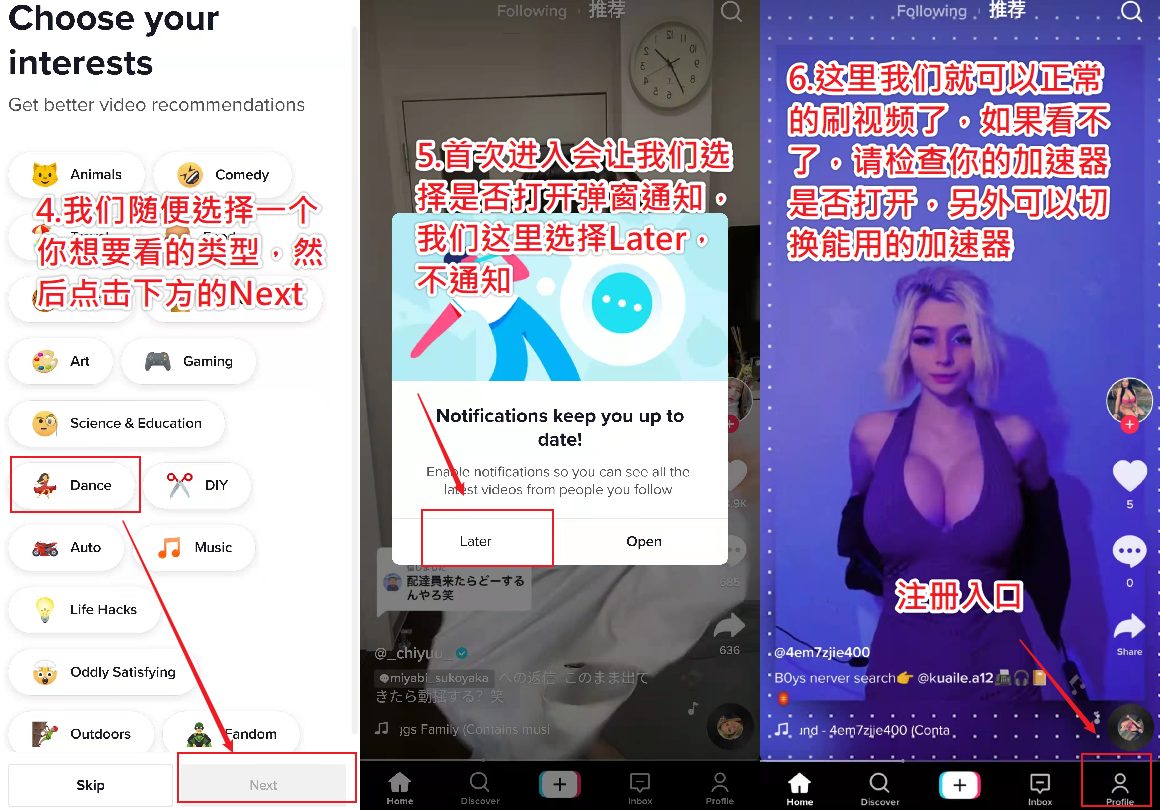 Choose your
interests
Get better video recommendations
Animals
Comedy
4.我们随便选择一个
你想要看的类型，然
后点击下方的Next
Art
Gaming
Science & Education
Dance
DIY
Auto
Music
Life Hacks
Oddly Satisfying
Outdoors
Fandom
Skip
Next
Following
推荐
5.首次进入会让我们选
择是否打开弹窗通知，
我们这里选择Later，
不通知
Notifications keep you up to
date!
Enable notifications so you can see all the
latest videos from people you follow
Later
Open
685
配達員来たらどーする
んやろ笑
636
@_chiyuu_
miyabi_sukoyaka への返信 このまま出て
きたら動揺する？笑
ggs Family (Contains musi
Home
Discover
Inbox
Profile
Following
推荐
6.这里我们就可以正常
的刷视频了，如果看不
了，请检查你的加速器
是否打开，另外可以切
换能用的加速器
5
0
注册入口
Share
@4em7zjie400
B0ys nerver search👉 @kuaile.a12
und - 4em7zjie400 (Conta
Home
Discover
Inbox
Profile